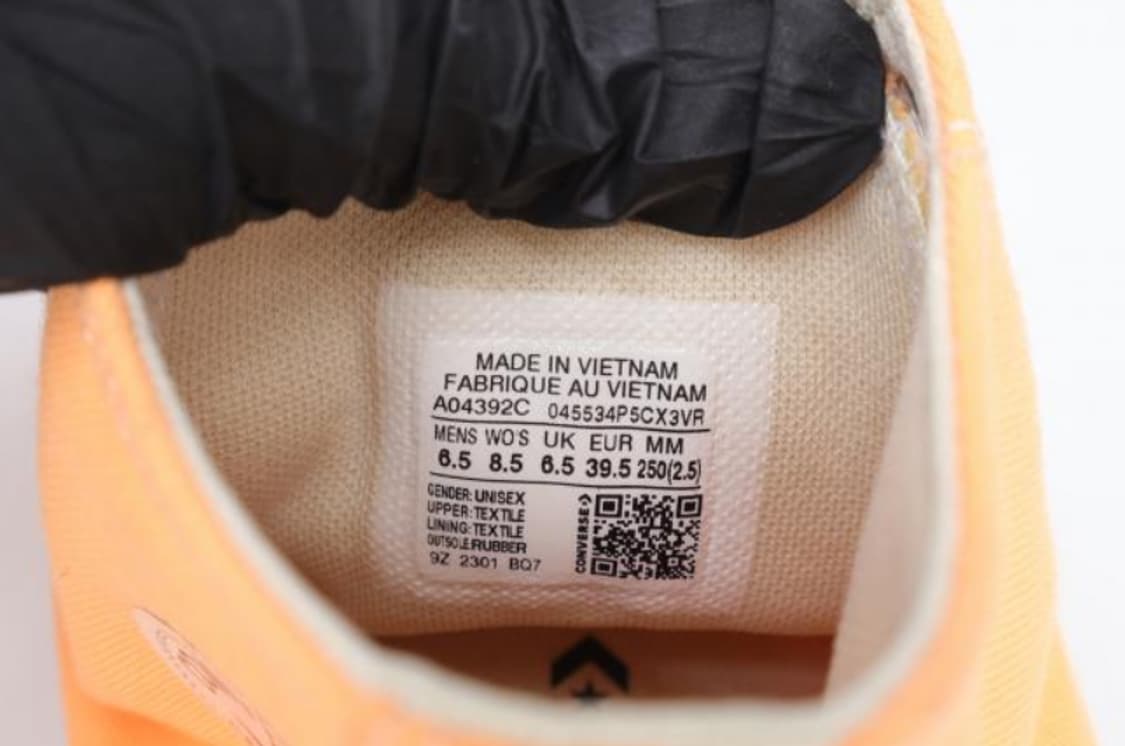 MADE IN VIETNAM
FABRIQUE AU VIETNAM
A04392C 045534P5CX3VR
MENS WO'S UK EUR MM
6.5 8.5 6.5 39.5 250(2.5)
GENDER: UNISEX
UPPER: TEXTILE
LINING: TEXTILE
OUTSOLE:RUBBER
9Z 2301 BQ7
CONVERSE